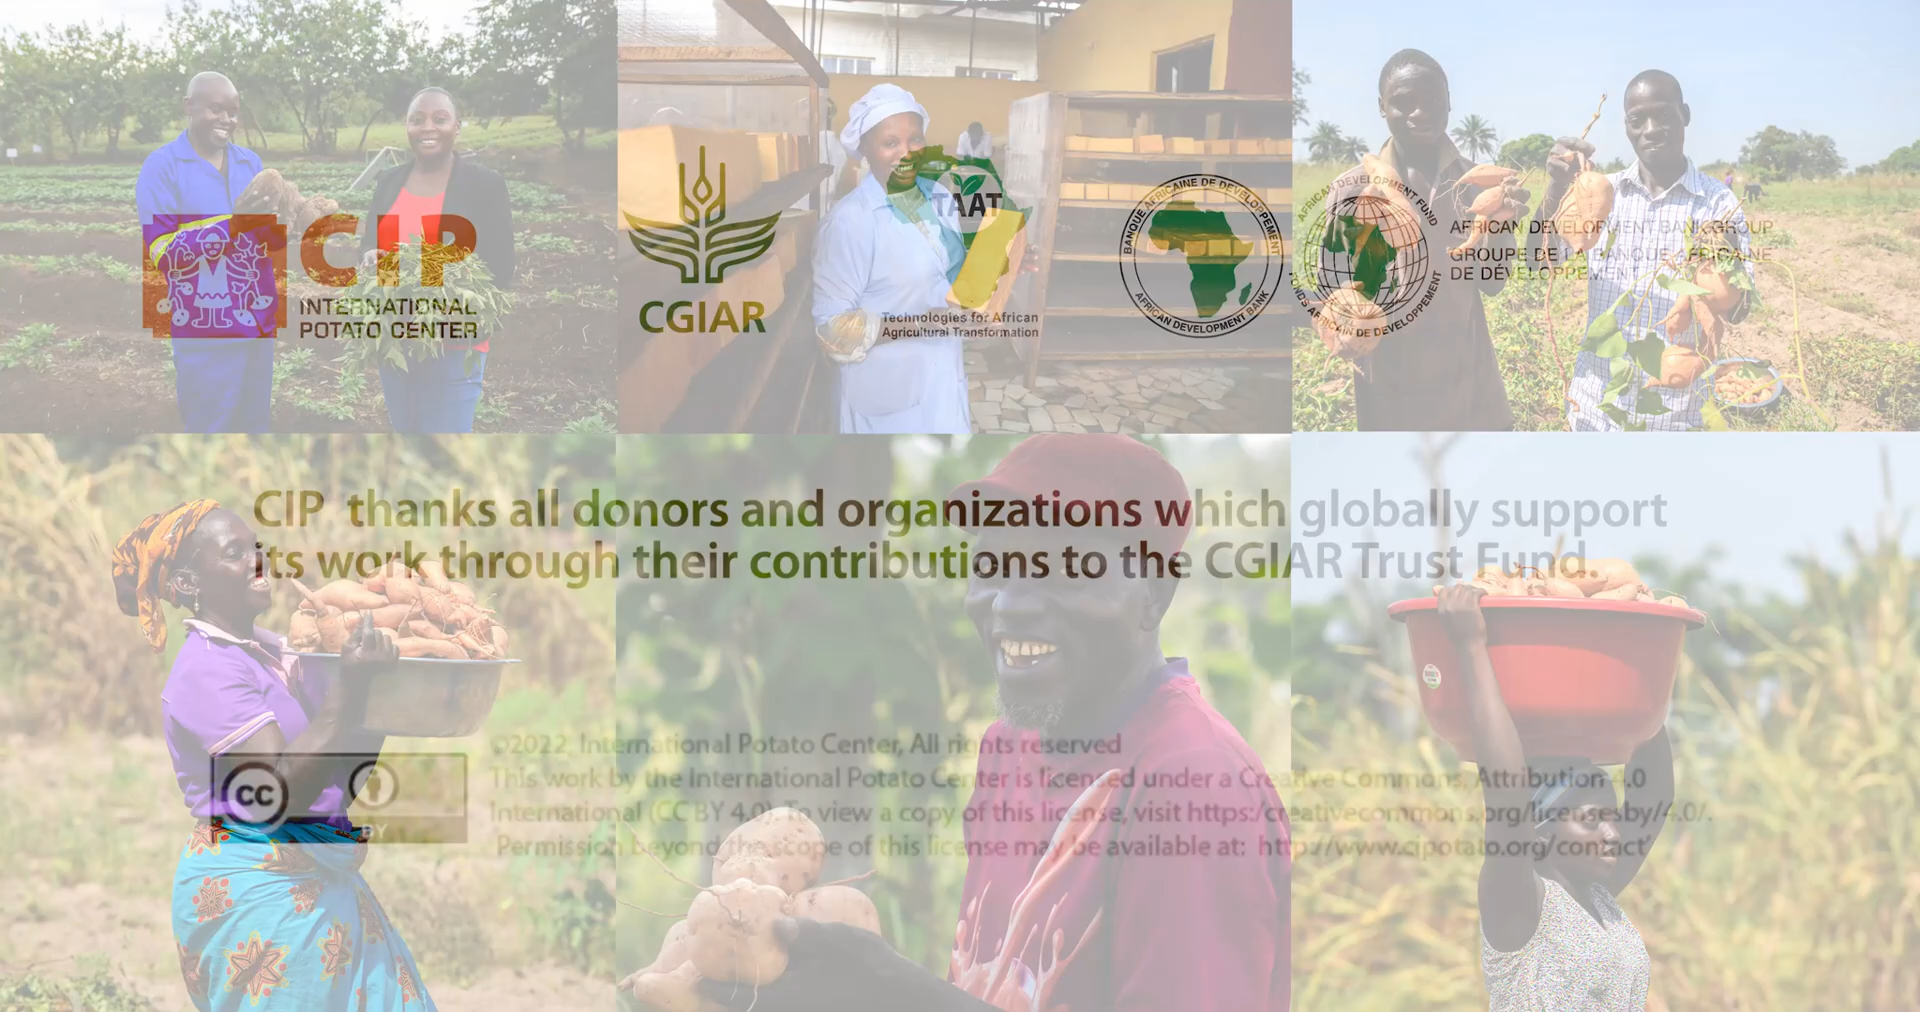 CIP
INTERNATIONAL
POTATO CENTER
CGIAR
TAAT
Technologies for African
Agricultural Transformation
BANQUE AFRICAINE DE DEVELOPPEMENT
AFRICAN DEVELOPMENT BANK
AFRICAN DEVELOPMENT FUND
FONDS AFRICAIN DE DEVELOPPEMENT
AFRICAN DEVELOPMENT BANK GROUP
GROUPE DE LA BANQUE AFRICAINE
DE DÉVELOPPEMENT
CIP thanks all donors and organizations which globally support
its work through their contributions to the CGIAR Trust Fund.
cc
BY
©2022, International Potato Center, All rights reserved
This work by the International Potato Center is licensed under a Creative Commons, Attribution 4.0
International (CC BY 4.0). To view a copy of this license, visit https:/creativecommons.org/licensesby/4.0/.
Permission beyond the scope of this license may be available at: http://www.cipotato.org/contact'